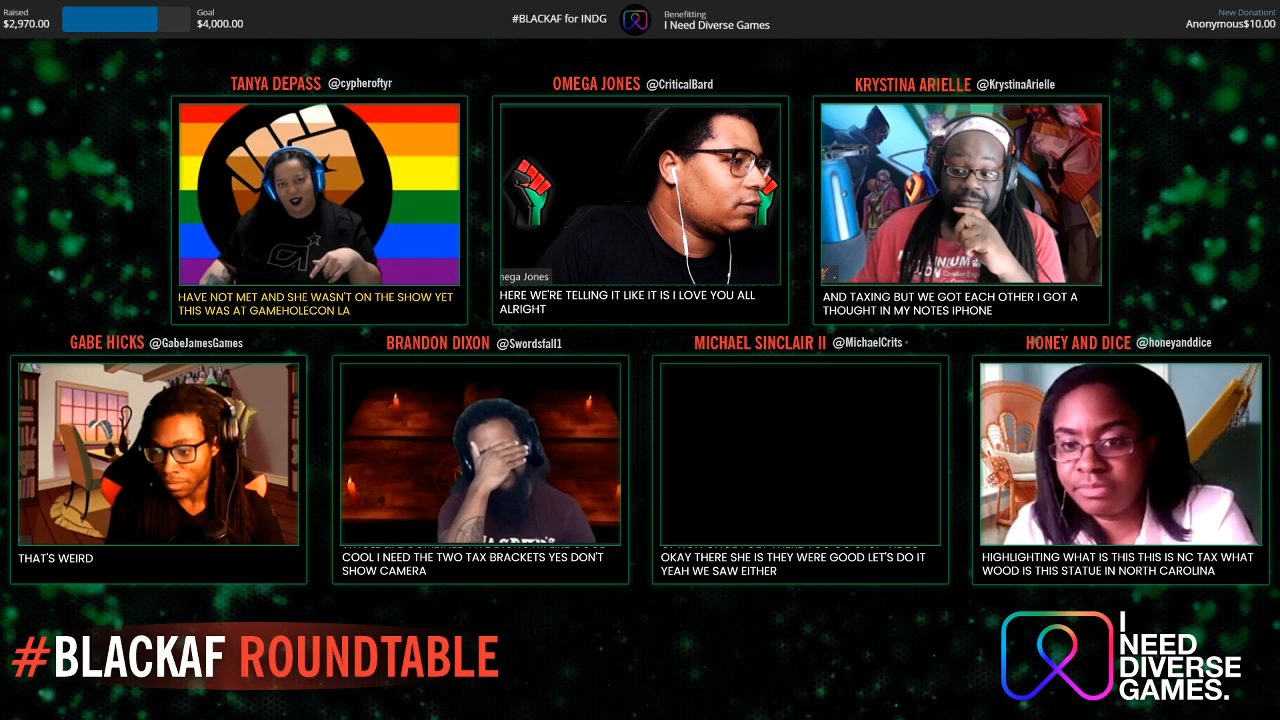 Raised
$2,970.00
Goal
$4,000.00
#BLACKAF for INDG
Benefitting
I Need Diverse Games
New Donation!
Anonymous$10.00
TANYA DEPASS @cypheroftyr
OMEGA JONES @CriticalBard
KRYSTINA ARIELLE @KrystinaArielle
mega Jones
HAVE NOT MET AND SHE WASN'T ON THE SHOW YET
THIS WAS AT GAMEHOLECON LA
HERE WE'RE TELLING IT LIKE IT IS I LOVE YOU ALL
ALRIGHT
AND TAXING BUT WE GOT EACH OTHER I GOT A
THOUGHT IN MY NOTES IPHONE
GABE HICKS @GabeJamesGames
BRANDON DIXON @Swordsfall1
MICHAEL SINCLAIR II @MichaelCrits
HONEY AND DICE @honeyanddice
THAT'S WEIRD
COOL I NEED THE TWO TAX BRACKETS YES DON'T
SHOW CAMERA
OKAY THERE SHE IS THEY WERE GOOD LET'S DO IT
YEAH WE SAW EITHER
HIGHLIGHTING WHAT IS THIS THIS IS NC TAX WHAT
WOOD IS THIS STATUE IN NORTH CAROLINA
#BLACKAF ROUNDTABLE
I
NEED
DIVERSE
GAMES.